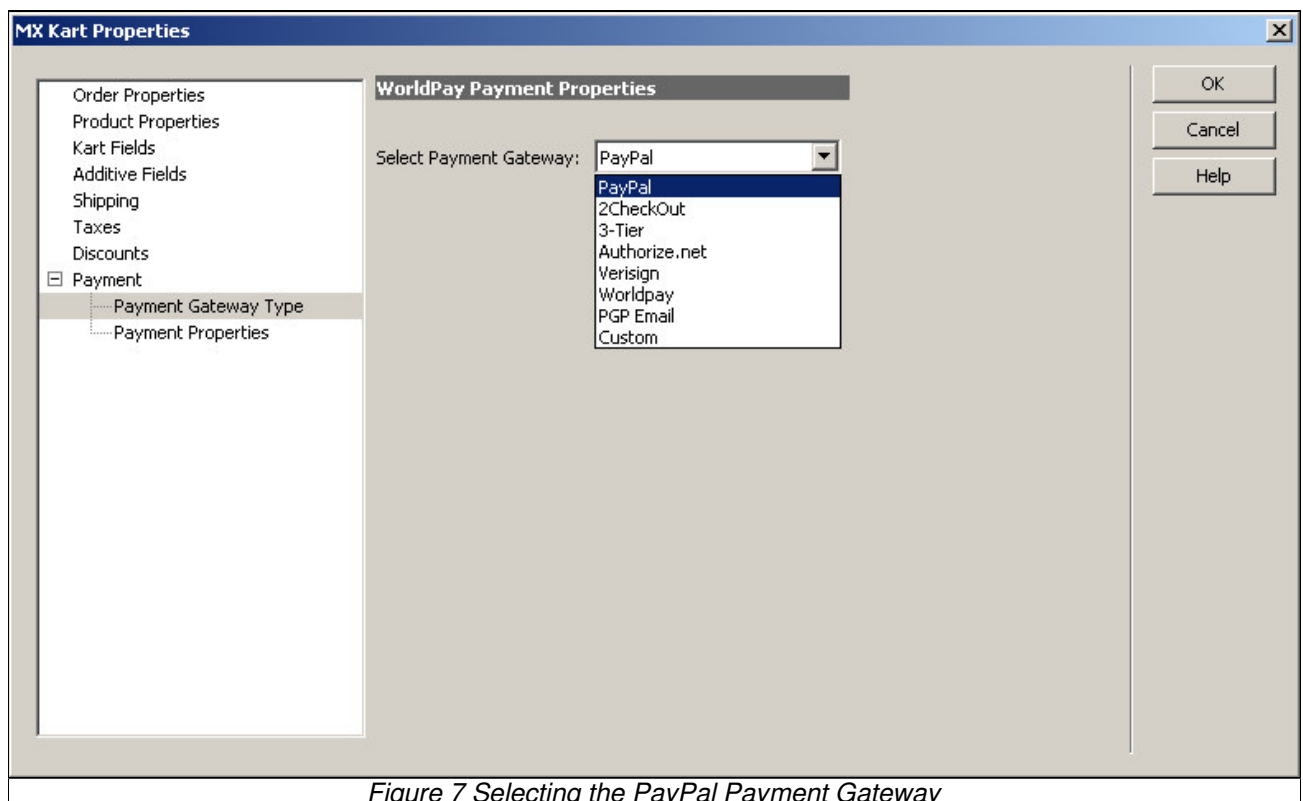 MX Kart Properties
Order Properties
Product Properties
Kart Fields
Additive Fields
Shipping
Taxes
Discounts
Payment
Payment Gateway Type
Payment Properties
WorldPay Payment Properties
Select Payment Gateway: PayPal
PayPal
2CheckOut
3-Tier
Authorize.net
Verisign
Worldpay
PGP Email
Custom
OK
Cancel
Help
Figure 7 Selecting the PayPal Payment Gateway